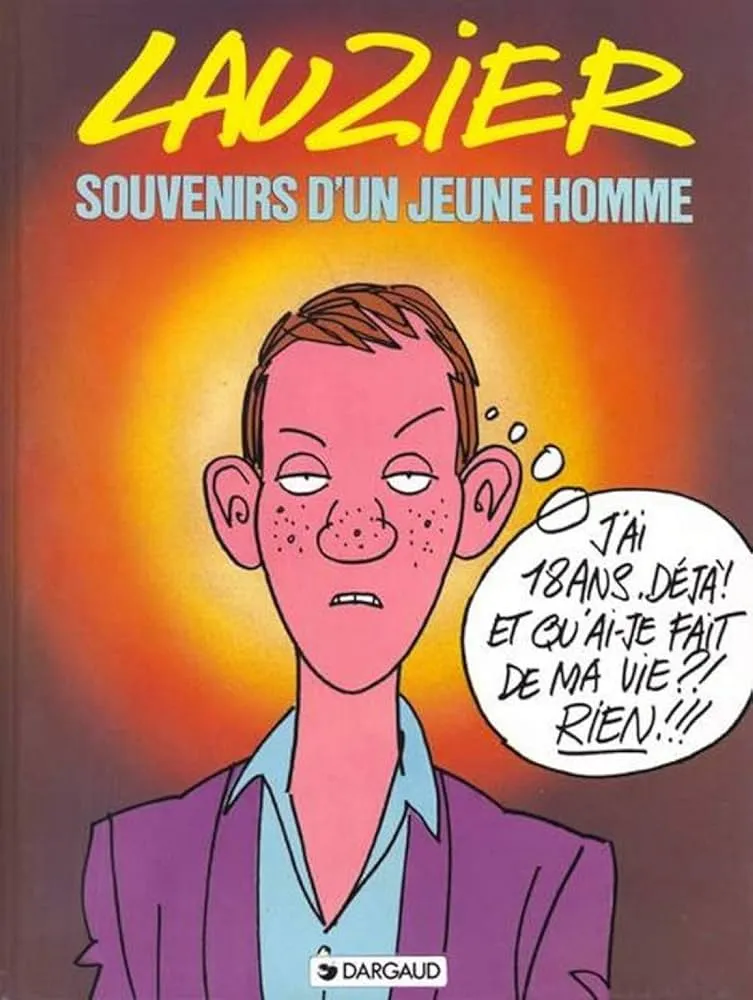 LAUZIER
SOUVENIRS D'UN JEUNE HOMME
J'AI
18 ANS. DÉJÀ!
ET QU'AI-JE FAIT
DE MA VIE?!
RIEN!!!
DARGAUD